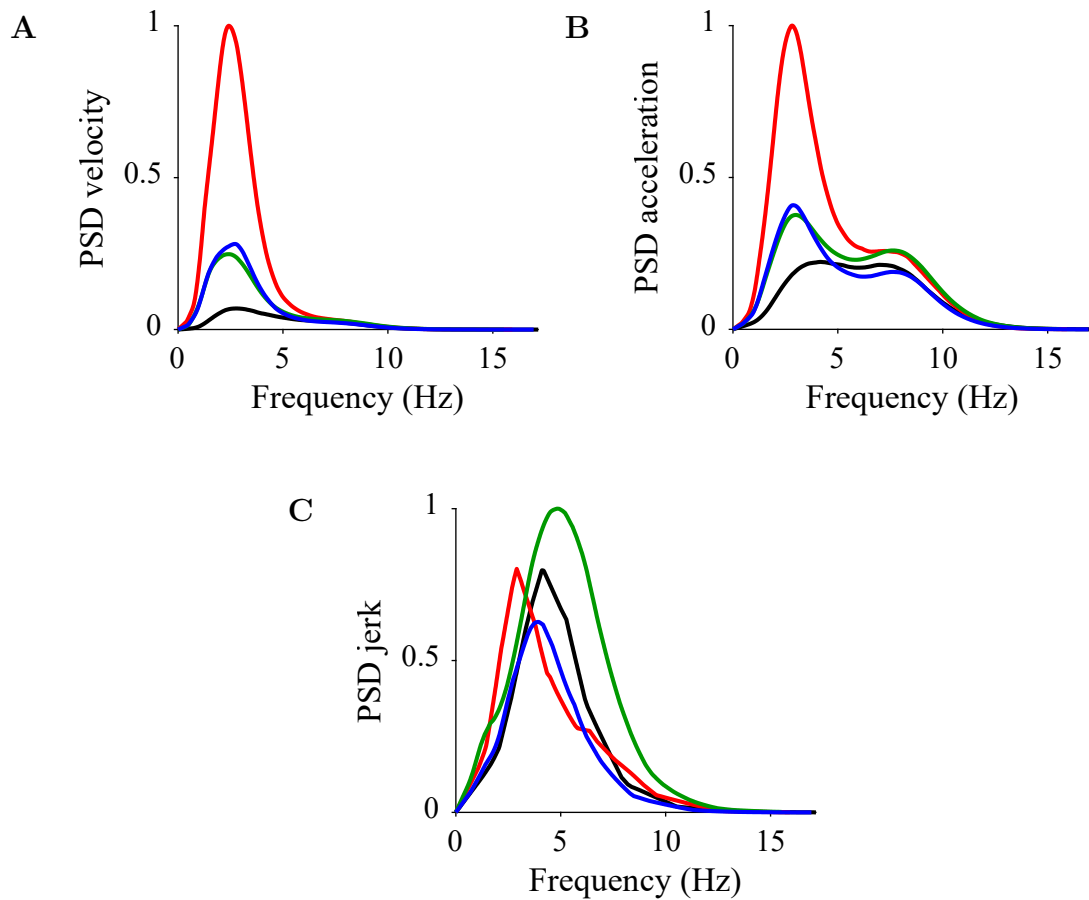 A
PSD velocity
1
0.5
0
0 5 10 15
Frequency (Hz)
B
PSD acceleration
1
0.5
0
0 5 10 15
Frequency (Hz)
C
PSD jerk
1
0.5
0
0 5 10 15
Frequency (Hz)